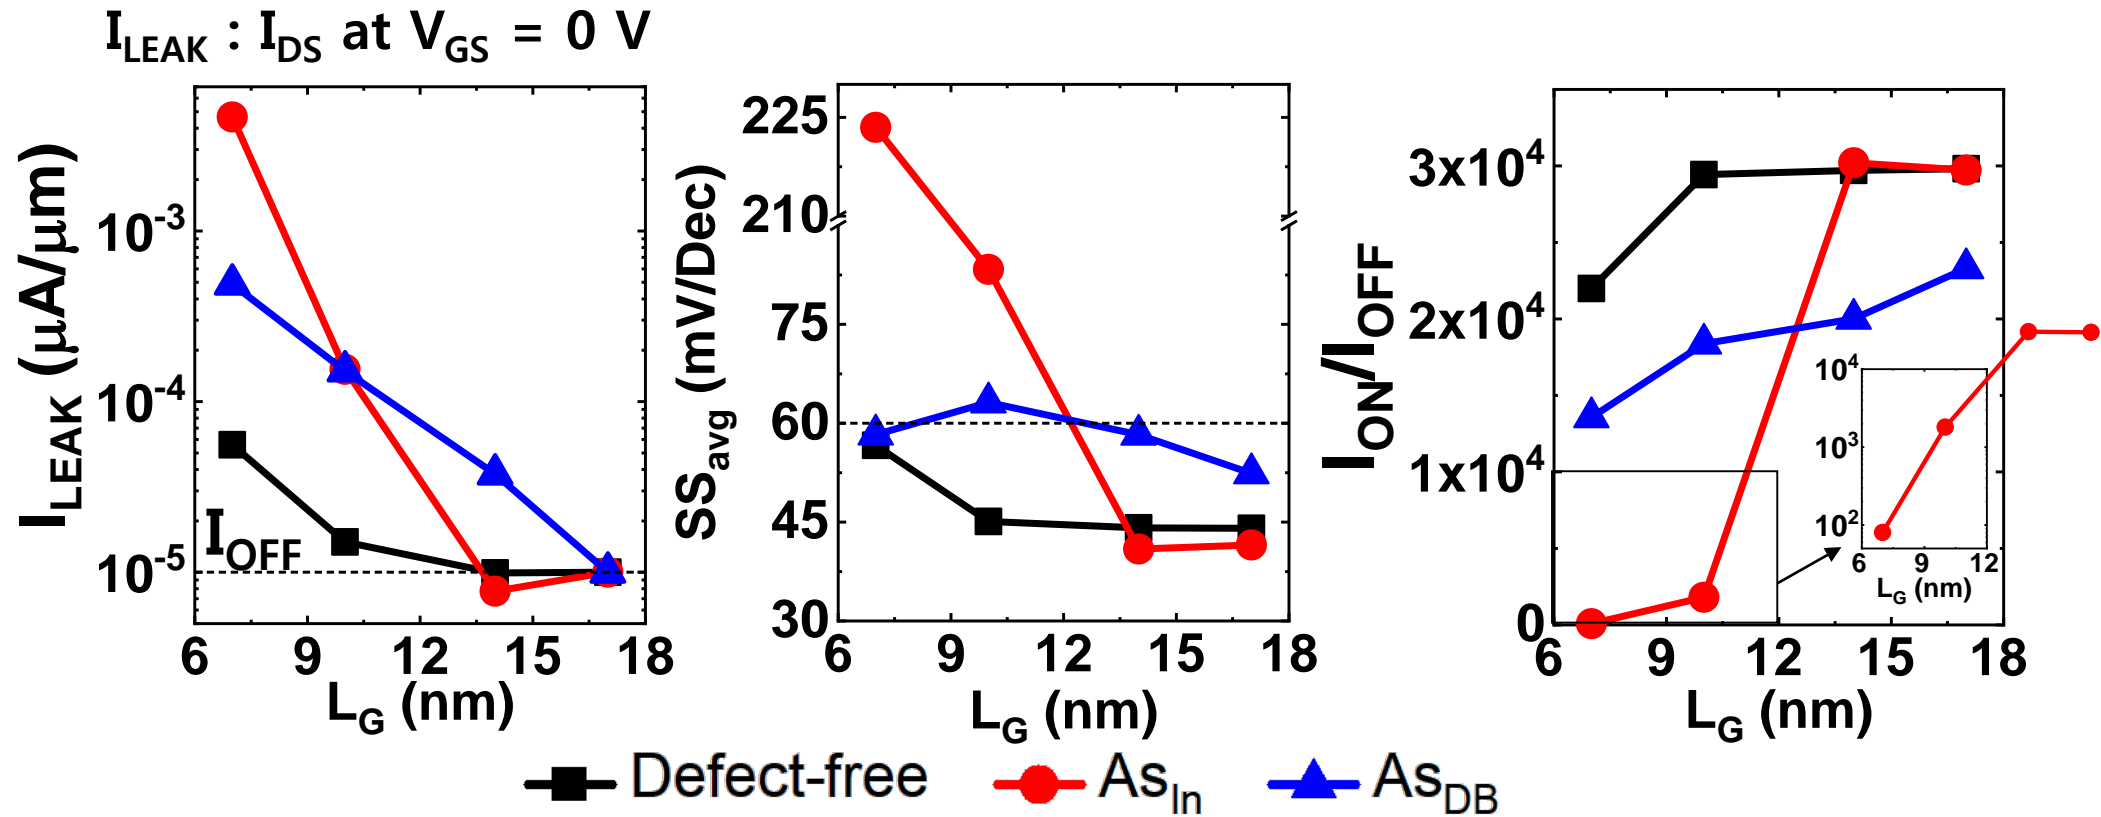 I_LEAK : I_DS at V_GS = 0 V
I_LEAK (μA/μm)
10^-3
10^-4
10^-5
I_OFF
6 9 12 15 18
L_G (nm)
SS_avg (mV/Dec)
225
210
75
60
45
30
6 9 12 15 18
L_G (nm)
I_ON/I_OFF
3x10^4
2x10^4
1x10^4
0
6 9 12 15 18
L_G (nm)
10^4
10^3
10^2
6 9 12
L_G (nm)
Defect-free As_In As_DB